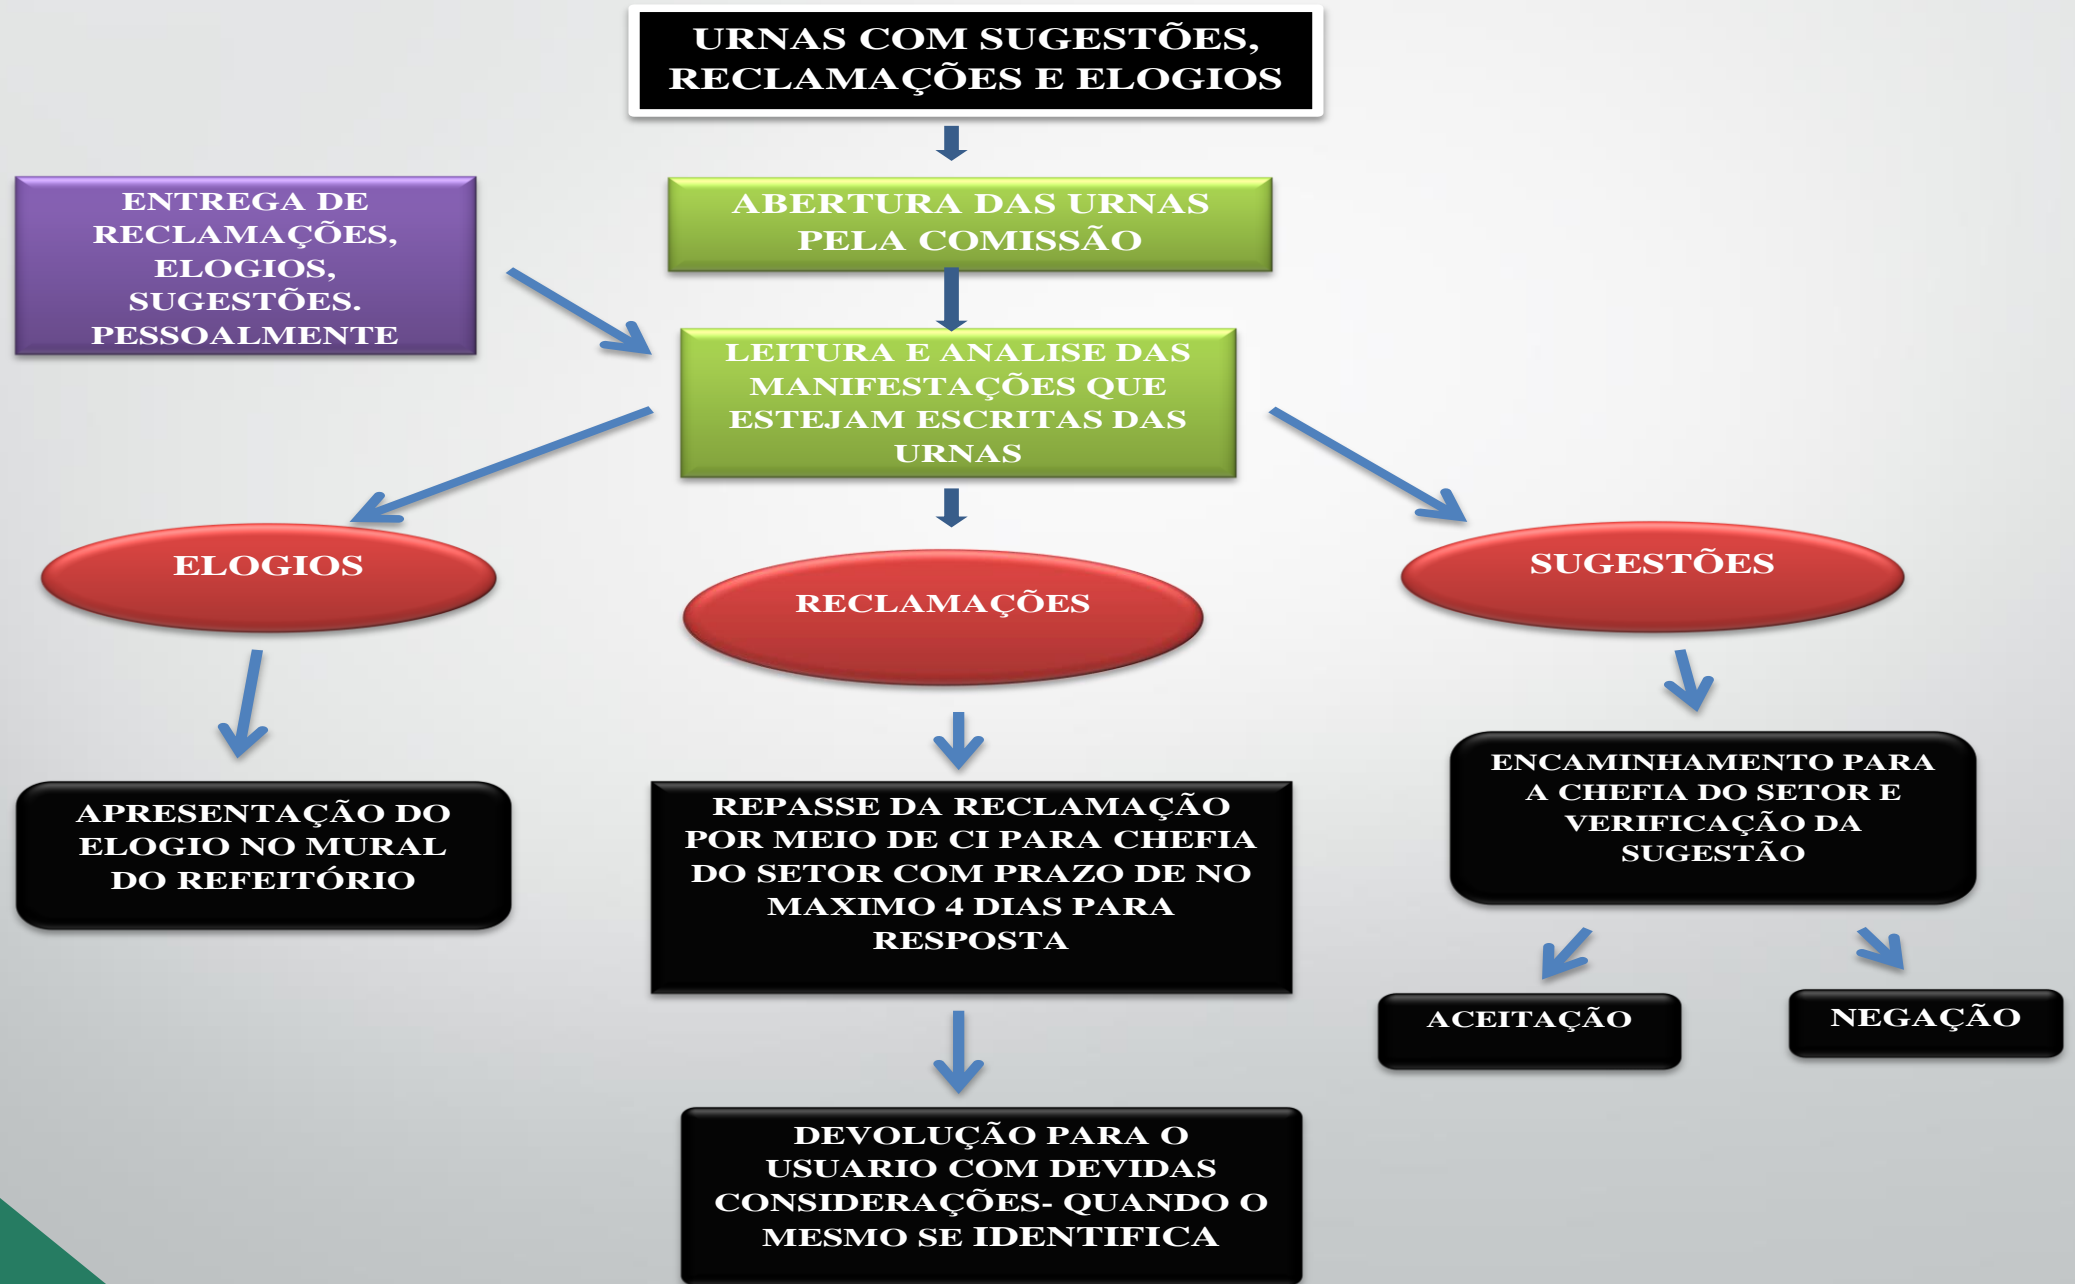 URNAS COM SUGESTÕES,
RECLAMAÇÕES E ELOGIOS
ENTREGA DE
RECLAMAÇÕES,
ELOGIOS,
SUGESTÕES.
PESSOALMENTE
ABERTURA DAS URNAS
PELA COMISSÃO
LEITURA E ANALISE DAS
MANIFESTAÇÕES QUE
ESTEJAM ESCRITAS DAS
URNAS
ELOGIOS
RECLAMAÇÕES
SUGESTÕES
APRESENTAÇÃO DO
ELOGIO NO MURAL
DO REFEITÓRIO
REPASSE DA RECLAMAÇÃO
POR MEIO DE CI PARA CHEFIA
DO SETOR COM PRAZO DE NO
MAXIMO 4 DIAS PARA
RESPOSTA
ENCAMINHAMENTO PARA
A CHEFIA DO SETOR E
VERIFICAÇÃO DA
SUGESTÃO
ACEITAÇÃO
NEGAÇÃO
DEVOLUÇÃO PARA O
USUARIO COM DEVIDAS
CONSIDERAÇÕES- QUANDO O
MESMO SE IDENTIFICA